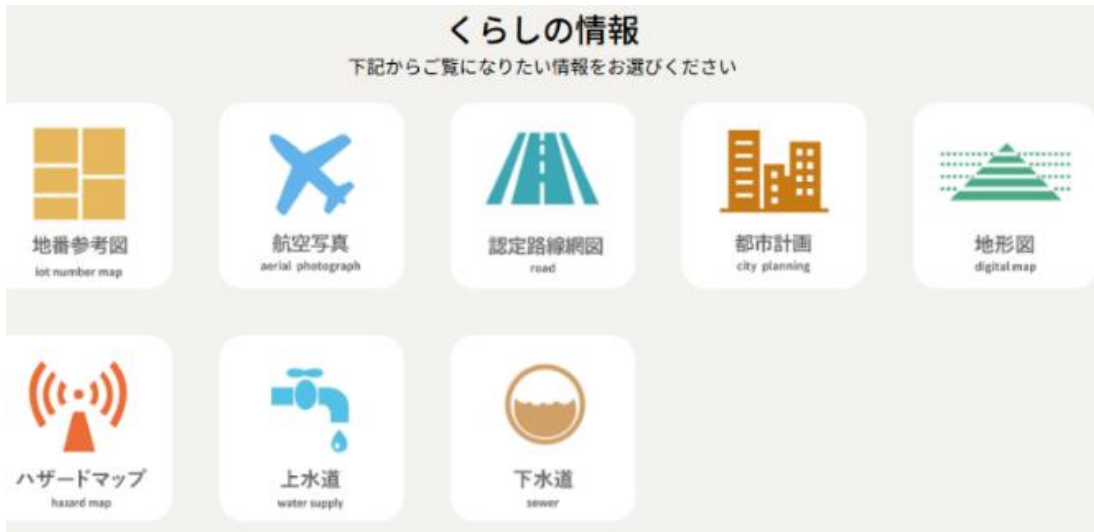 くらしの情報
下記からご覧になりたい情報をお選びください
地番参考図
lot number map
航空写真
aerial photograph
認定路線網図
road
都市計画
city planning
地形図
digital map
ハザードマップ
hazard map
上水道
water supply
下水道
sewer